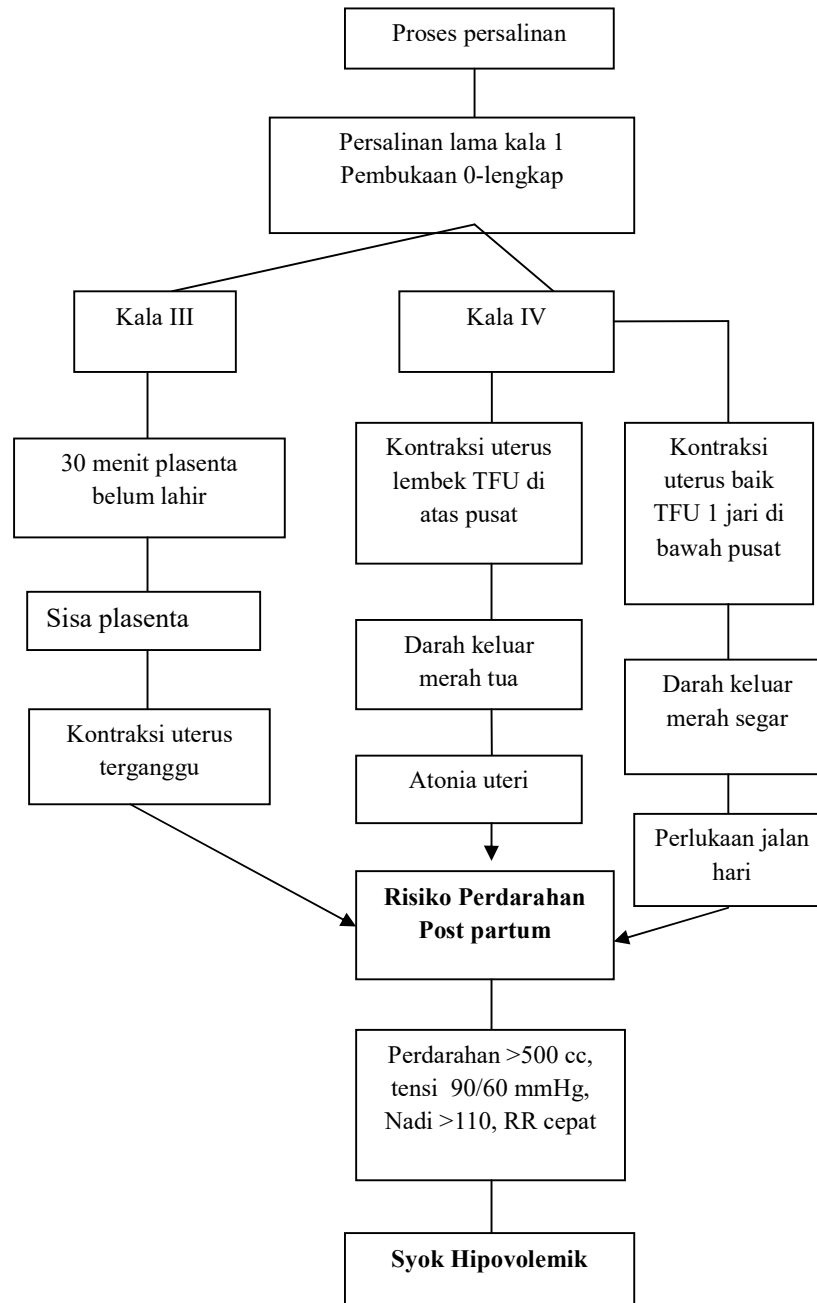 Proses persalinan
Persalinan lama kala 1
Pembukaan 0-lengkap
Kala III
Kala IV
30 menit plasenta
belum lahir
Sisa plasenta
Kontraksi uterus
terganggu
Kontraksi uterus
lembek TFU di
atas pusat
Darah keluar
merah tua
Atonia uteri
Kontraksi
uterus baik
TFU 1 jari di
bawah pusat
Darah keluar
merah segar
Perlukaan jalan
hari
Risiko Perdarahan
Post partum
Perdarahan >500 cc,
tensi 90/60 mmHg,
Nadi >110, RR cepat
Syok Hipovolemik